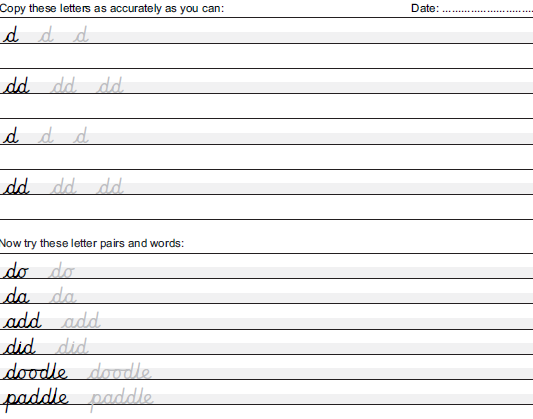 Copy these letters as accurately as you can: Date: ............................
d d d
dd dd dd
d d d
dd dd dd
Now try these letter pairs and words:
do do
da da
add add
did did
doodle doodle
paddle paddle